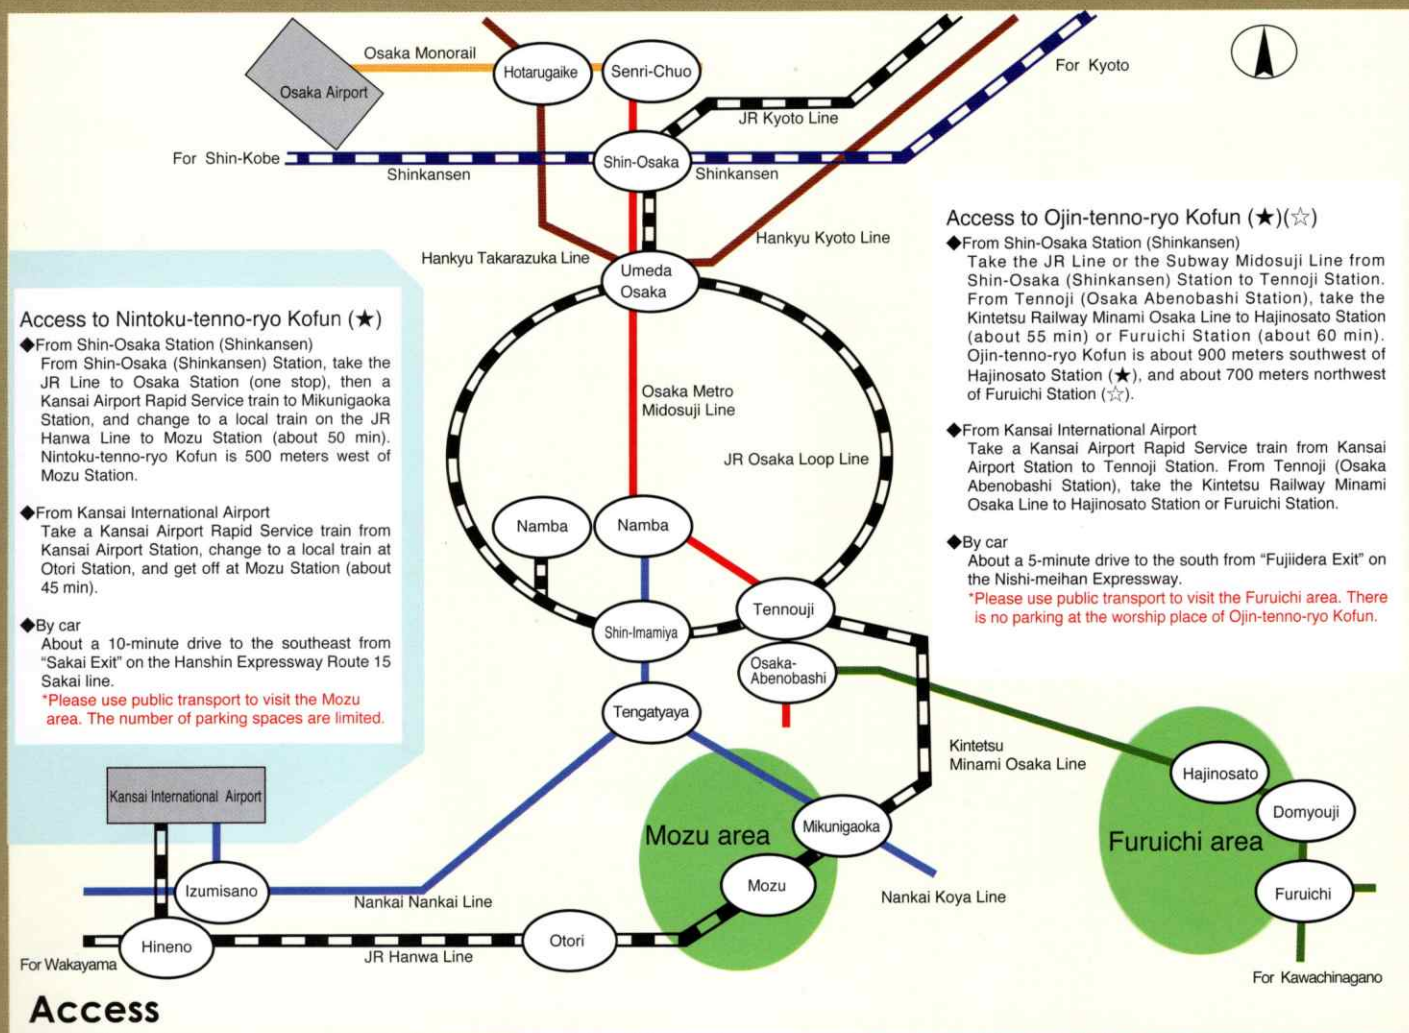 Osaka Monorail
Osaka Airport
Hotarugaike
Senri-Chuo
For Kyoto
JR Kyoto Line
For Shin-Kobe
Shinkansen
Shin-Osaka
Shinkansen
Hankyu Takarazuka Line
Hankyu Kyoto Line
Umeda
Osaka
Access to Nintoku-tenno-ryo Kofun (★)
◆From Shin-Osaka Station (Shinkansen)
From Shin-Osaka (Shinkansen) Station, take the
JR Line to Osaka Station (one stop), then a
Kansai Airport Rapid Service train to Mikunigaoka
Station, and change to a local train on the JR
Hanwa Line to Mozu Station (about 50 min).
Nintoku-tenno-ryo Kofun is 500 meters west of
Mozu Station.
◆From Kansai International Airport
Take a Kansai Airport Rapid Service train from
Kansai Airport Station, change to a local train at
Otori Station, and get off at Mozu Station (about
45 min).
◆By car
About a 10-minute drive to the southeast from
“Sakai Exit” on the Hanshin Expressway Route 15
Sakai line.
*Please use public transport to visit the Mozu
area. The number of parking spaces are limited.
Access to Ojin-tenno-ryo Kofun (★)(☆)
◆From Shin-Osaka Station (Shinkansen)
Take the JR Line or the Subway Midosuji Line from
Shin-Osaka (Shinkansen) Station to Tennoji Station.
From Tennoji (Osaka Abenobashi Station), take the
Kintetsu Railway Minami Osaka Line to Hajinosato Station
(about 55 min) or Furuichi Station (about 60 min).
Ojin-tenno-ryo Kofun is about 900 meters southwest of
Hajinosato Station (★), and about 700 meters northwest
of Furuichi Station (☆).
◆From Kansai International Airport
Take a Kansai Airport Rapid Service train from Kansai
Airport Station to Tennoji Station. From Tennoji (Osaka
Abenobashi Station), take the Kintetsu Railway Minami
Osaka Line to Hajinosato Station or Furuichi Station.
◆By car
About a 5-minute drive to the south from “Fujiidera Exit” on
the Nishi-meihan Expressway.
*Please use public transport to visit the Furuichi area. There
is no parking at the worship place of Ojin-tenno-ryo Kofun.
Osaka Metro
Midosuji Line
JR Osaka Loop Line
Namba
Namba
Tennouji
Shin-Imamiya
Osaka-
Abenobashi
Tengatyaya
Kintetsu
Minami Osaka Line
Hajinosato
Domyouji
Furuichi area
Furuichi
For Kawachinagano
Kansai International Airport
Mozu area
Mikunigaoka
Mozu
Nankai Koya Line
Izumisano
Nankai Nankai Line
Hineno
Otori
JR Hanwa Line
For Wakayama
Access